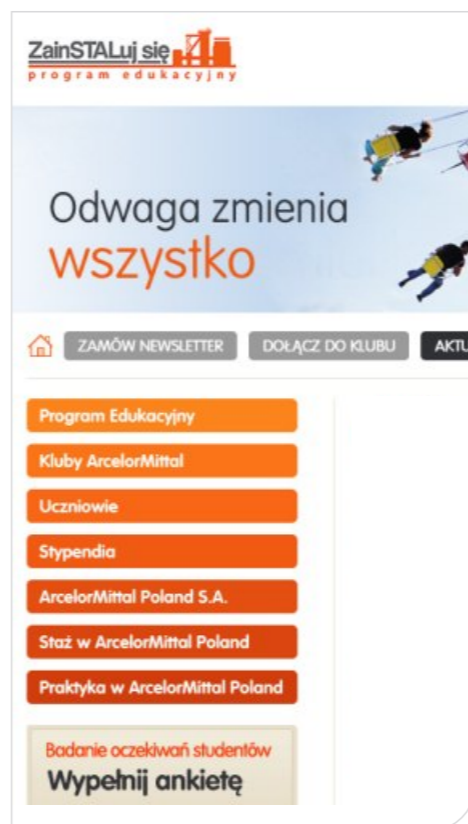 ZainSTALuj się
program edukacyjny
Odwaga zmienia
wszystko
ZAMÓW NEWSLETTER
DOŁĄCZ DO KLUBU
AKTU
Program Edukacyjny
Kluby ArcelorMittal
Uczniowie
Stypendia
ArcelorMittal Poland S.A.
Staż w ArcelorMittal Poland
Praktyka w ArcelorMittal Poland
Badanie oczekiwań studentów
Wypełnij ankietę